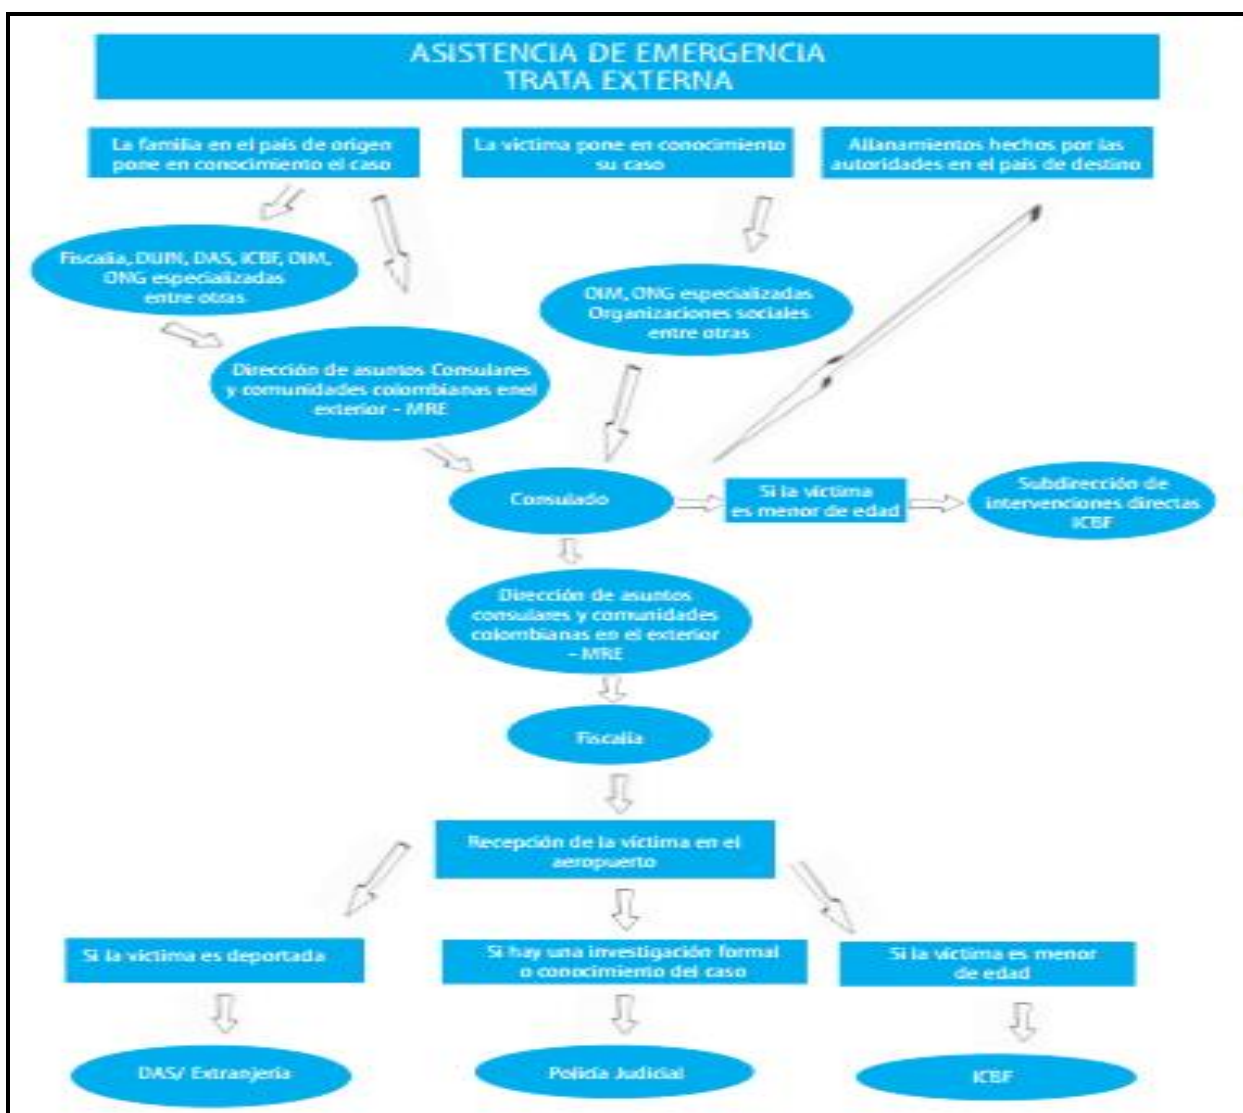 ASISTENCIA DE EMERGENCIA
TRATA EXTERNA
La familia en el país de origen
pone en conocimiento el caso
La víctima pone en conocimiento
su caso
Allanamientos hechos por las
autoridades en el país de destino
Fiscalía, DIJIN, DAS, ICBF, OIM,
ONG especializadas
entre otras
OIM, ONG especializadas
Organizaciones sociales
entre otras
Dirección de asuntos Consulares
y comunidades colombianas enel
exterior - MRE
Consulado
Si la víctima
es menor de edad
Subdirección de
intervenciones directas
ICBF
Dirección de asuntos
consulares y comunidades
colombianas en el exterior
- MRE
Fiscalía
Recepción de la víctima en el
aeropuerto
Si la víctima es deportada
Si hay una investigación formal
o conocimiento del caso
Si la víctima es menor
de edad
DAS/ Extranjería
Policía Judicial
ICBF